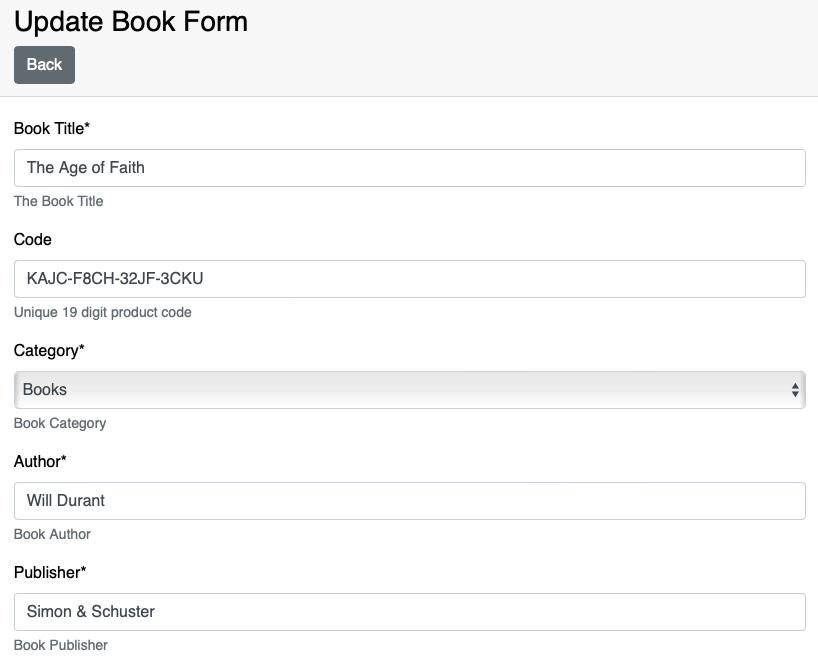 Update Book Form
Back
Book Title*
The Age of Faith
The Book Title
Code
KAJC-F8CH-32JF-3CKU
Unique 19 digit product code
Category*
Books
Book Category
Author*
Will Durant
Book Author
Publisher*
Simon & Schuster
Book Publisher